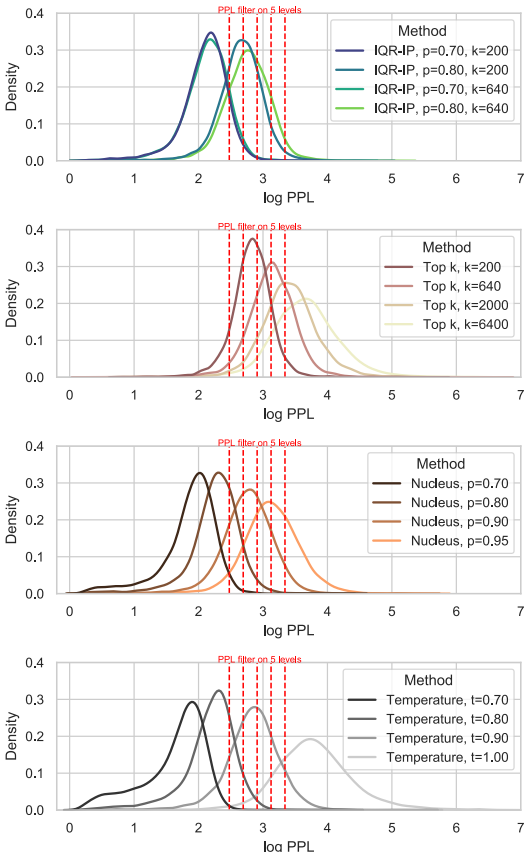 PPL filter on 5 levels
0.4
0.3
0.2
0.1
0.0
Density
Method
IQR-IP, p=0.70, k=200
IQR-IP, p=0.80, k=200
IQR-IP, p=0.70, k=640
IQR-IP, p=0.80, k=640
0 1 2 3 4 5 6 7
log PPL
PPL filter on 5 levels
0.4
0.3
0.2
0.1
0.0
Density
Method
Top k, k=200
Top k, k=640
Top k, k=2000
Top k, k=6400
0 1 2 3 4 5 6 7
log PPL
PPL filter on 5 levels
0.4
0.3
0.2
0.1
0.0
Density
Method
Nucleus, p=0.70
Nucleus, p=0.80
Nucleus, p=0.90
Nucleus, p=0.95
0 1 2 3 4 5 6 7
log PPL
PPL filter on 5 levels
0.4
0.3
0.2
0.1
0.0
Density
Method
Temperature, t=0.70
Temperature, t=0.80
Temperature, t=0.90
Temperature, t=1.00
0 1 2 3 4 5 6 7
log PPL